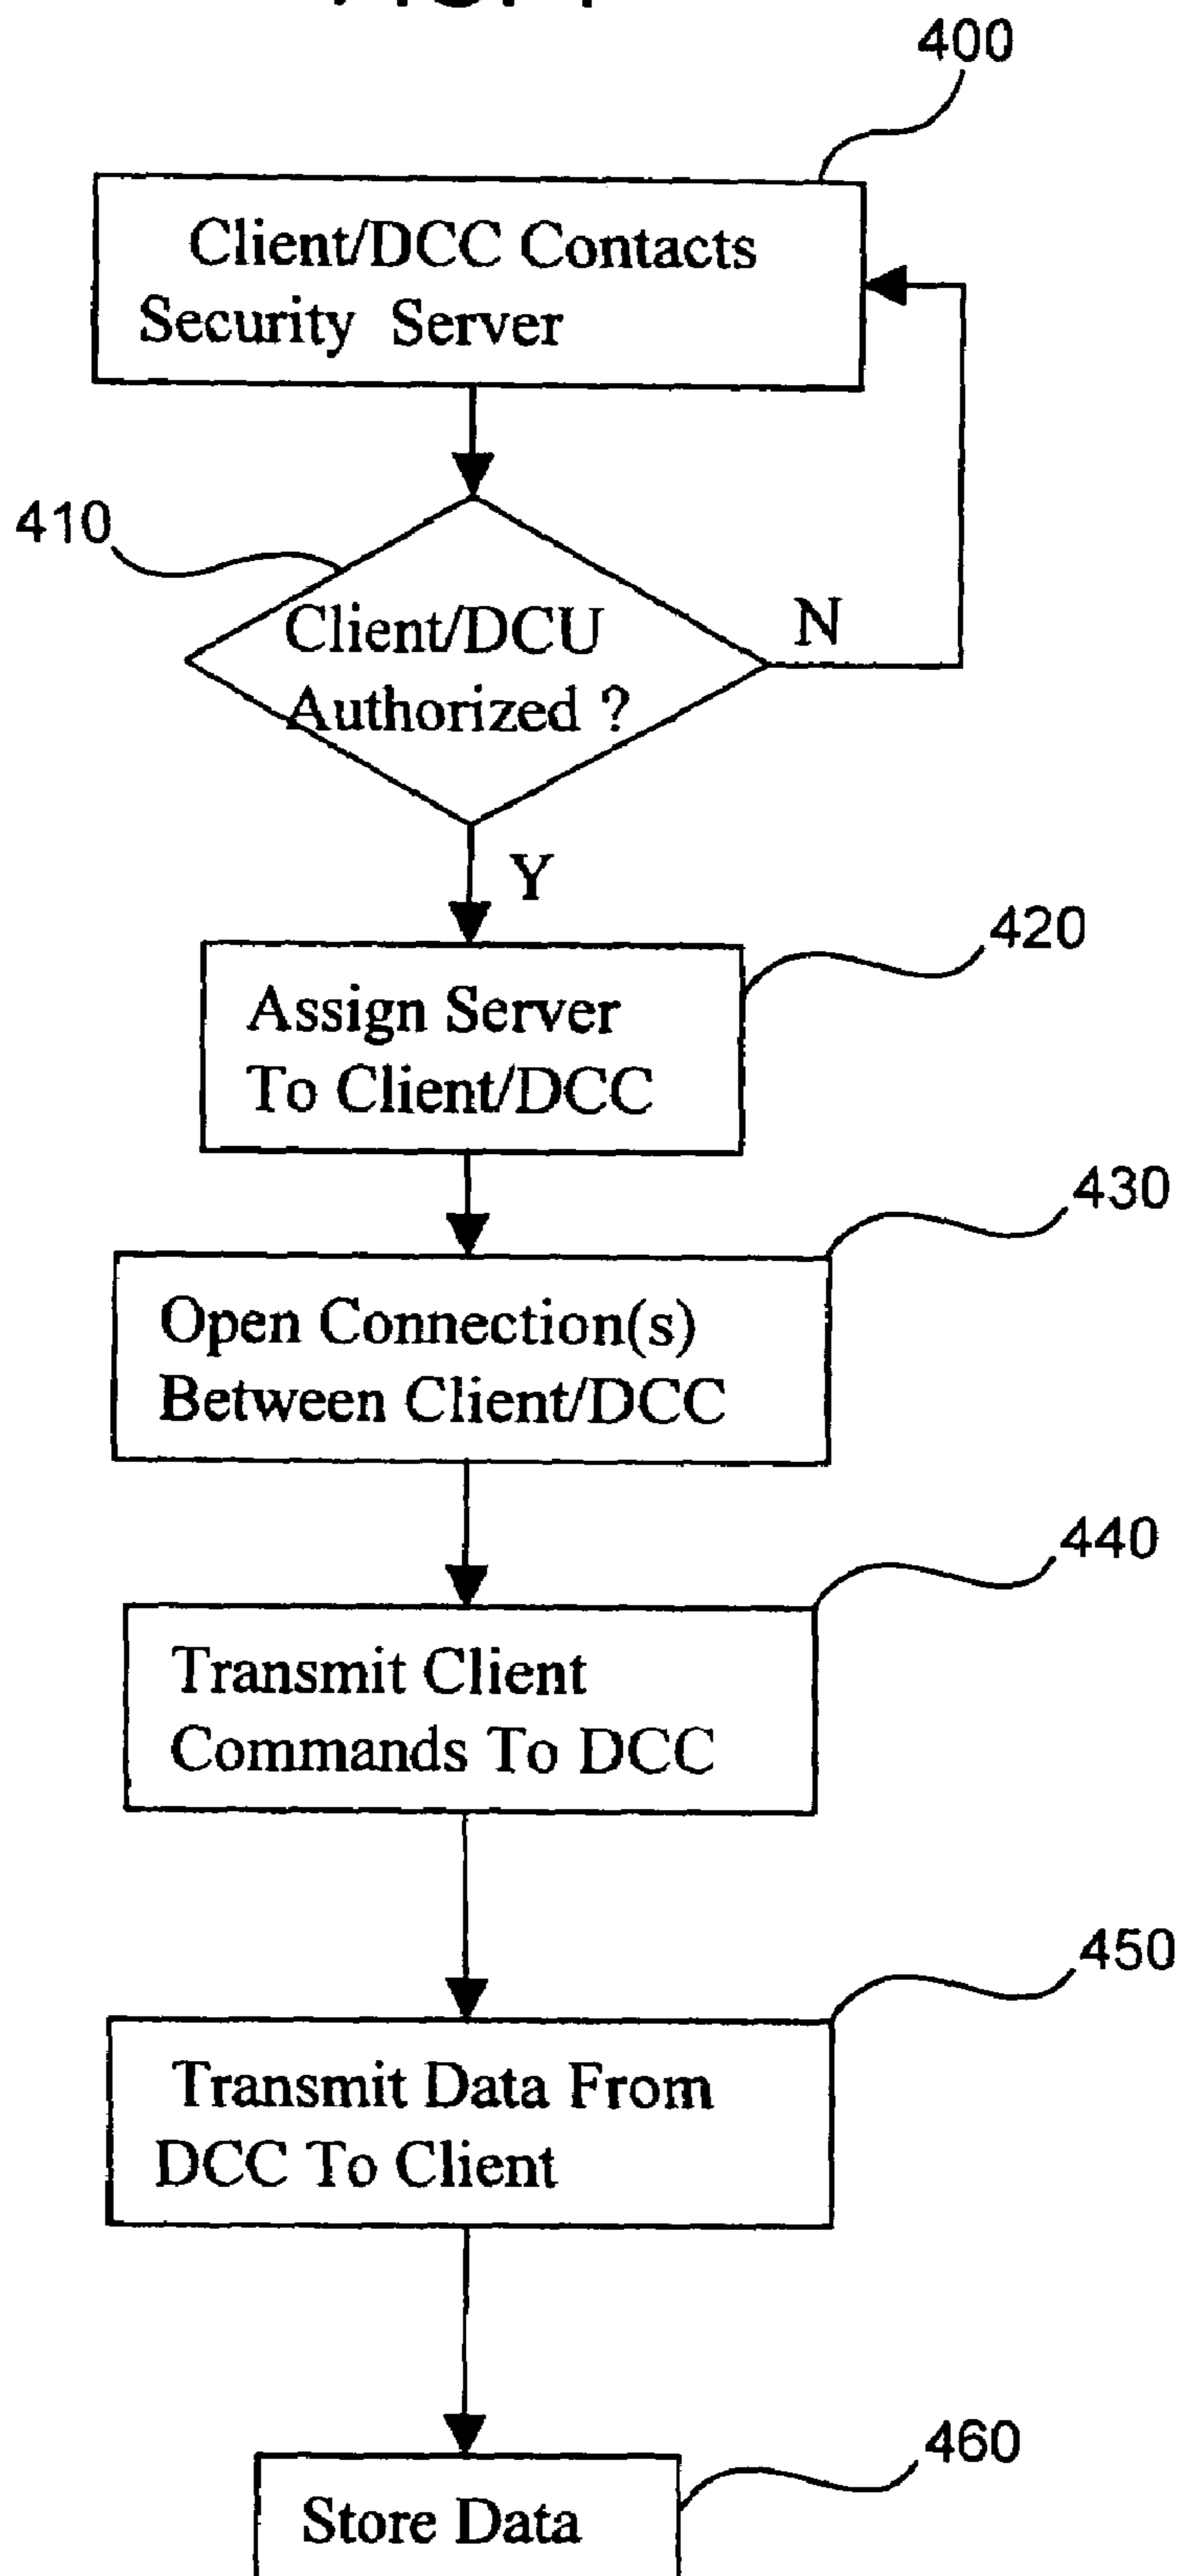 400
Client/DCC Contacts
Security Server
410
Client/DCU
Authorized ?
N
Y
420
Assign Server
To Client/DCC
430
Open Connection(s)
Between Client/DCC
440
Transmit Client
Commands To DCC
450
Transmit Data From
DCC To Client
460
Store Data